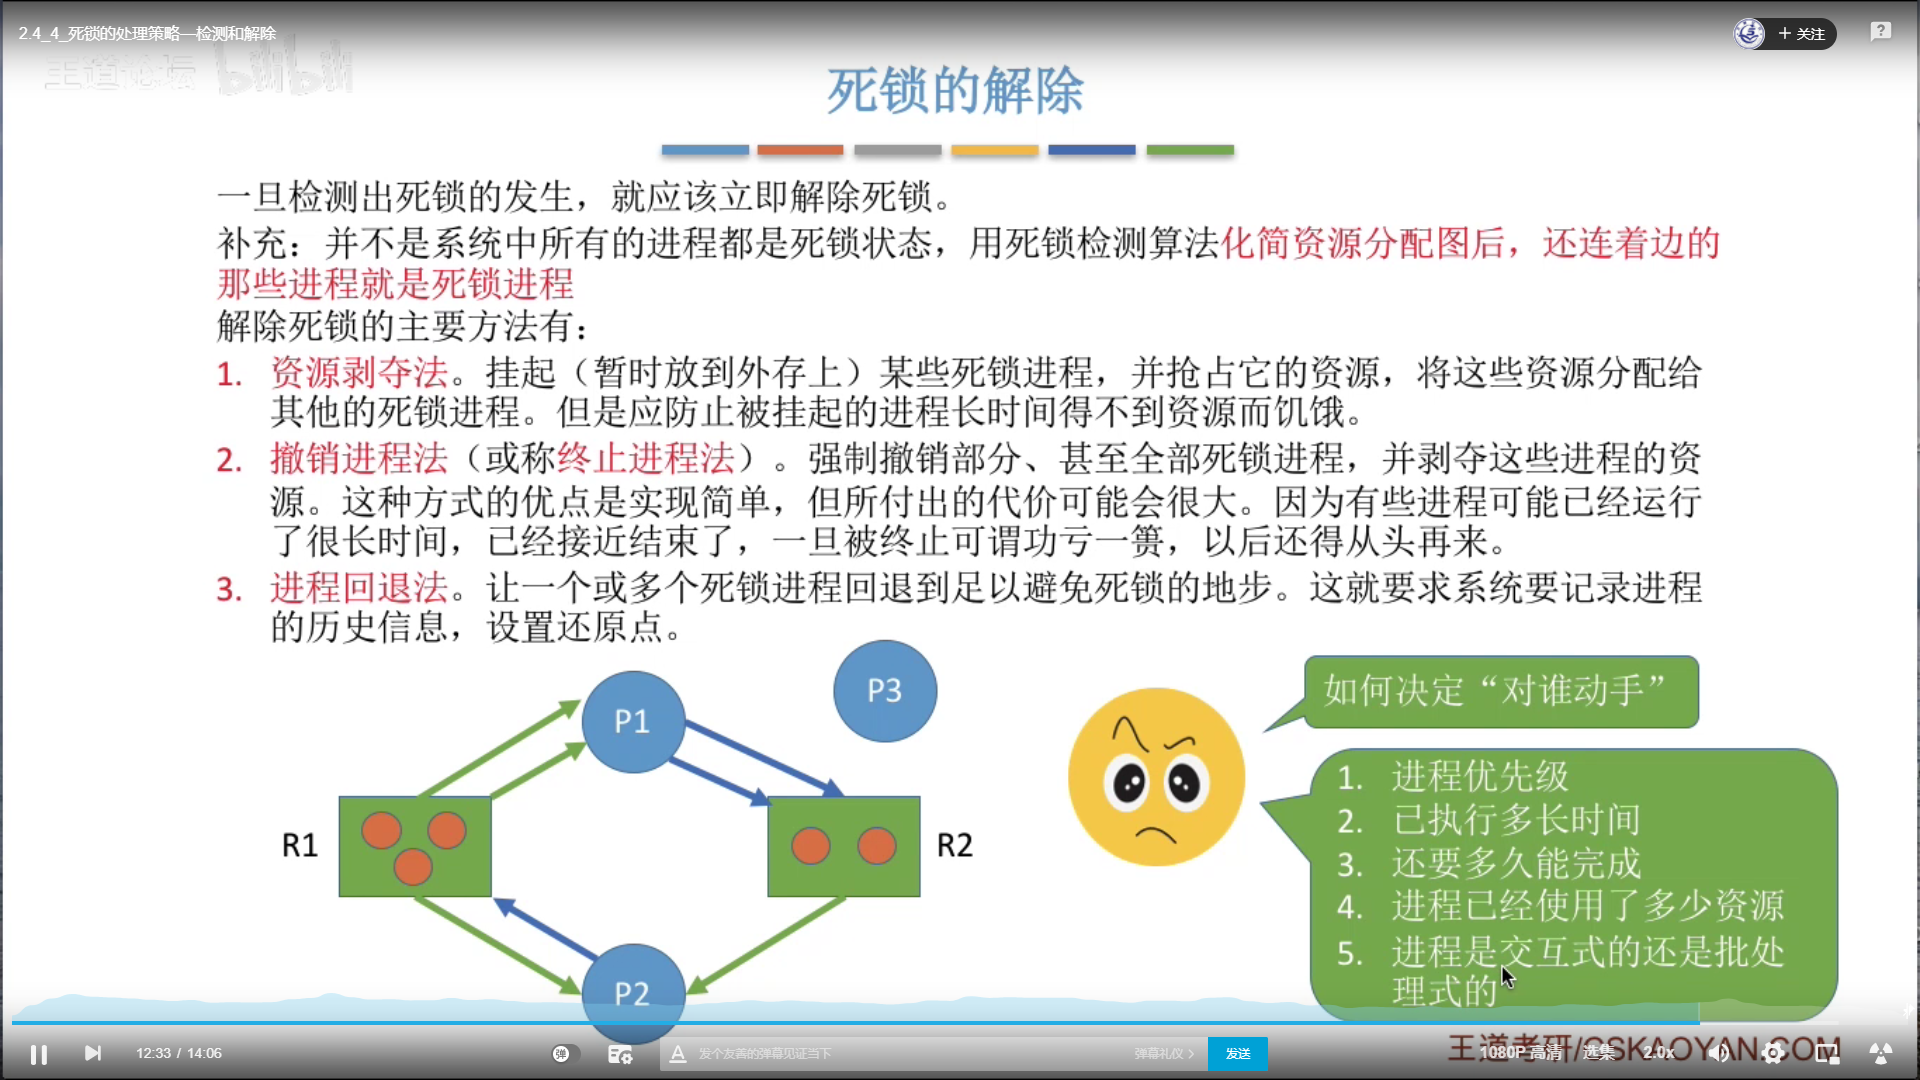 2.4_4_死锁的处理策略—检测和解除
+ 关注
王道论坛 bilibili
死锁的解除
一旦检测出死锁的发生，就应该立即解除死锁。
补充：并不是系统中所有的进程都是死锁状态，用死锁检测算法化简资源分配图后，还连着边的
那些进程就是死锁进程
解除死锁的主要方法有：
1. 资源剥夺法。挂起（暂时放到外存上）某些死锁进程，并抢占它的资源，将这些资源分配给
其他的死锁进程。但是应防止被挂起的进程长时间得不到资源而饥饿。
2. 撤销进程法（或称终止进程法）。强制撤销部分、甚至全部死锁进程，并剥夺这些进程的资
源。这种方式的优点是实现简单，但所付出的代价可能会很大。因为有些进程可能已经运行
了很长时间，已经接近结束了，一旦被终止可谓功亏一篑，以后还得从头再来。
3. 进程回退法。让一个或多个死锁进程回退到足以避免死锁的地步。这就要求系统要记录进程
的历史信息，设置还原点。
P1
P3
R1
R2
P2
如何决定“对谁动手”
1. 进程优先级
2. 已执行多长时间
3. 还要多久能完成
4. 进程已经使用了多少资源
5. 进程是交互式的还是批处
理式的
王道考研/CSKAOYAN.COM
12:33 / 14:06
弹
发个友善的弹幕见证当下
弹幕礼仪 >
发送
1080P 高清
选集
2.0x